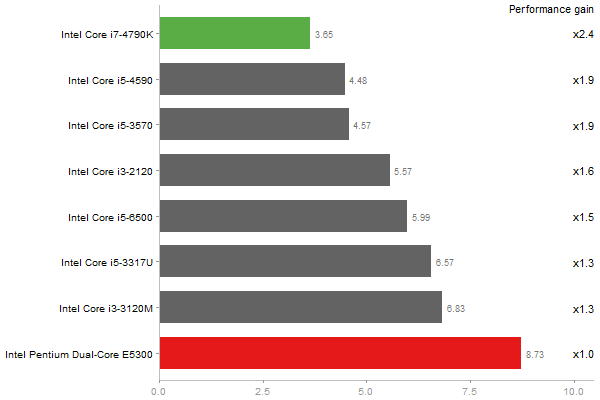 Performance gain
Intel Core i7-4790K 3.65 x2.4
Intel Core i5-4590 4.48 x1.9
Intel Core i5-3570 4.57 x1.9
Intel Core i3-2120 5.57 x1.6
Intel Core i5-6500 5.99 x1.5
Intel Core i5-3317U 6.57 x1.3
Intel Core i3-3120M 6.83 x1.3
Intel Pentium Dual-Core E5300 8.73 x1.0
0.0 2.5 5.0 7.5 10.0